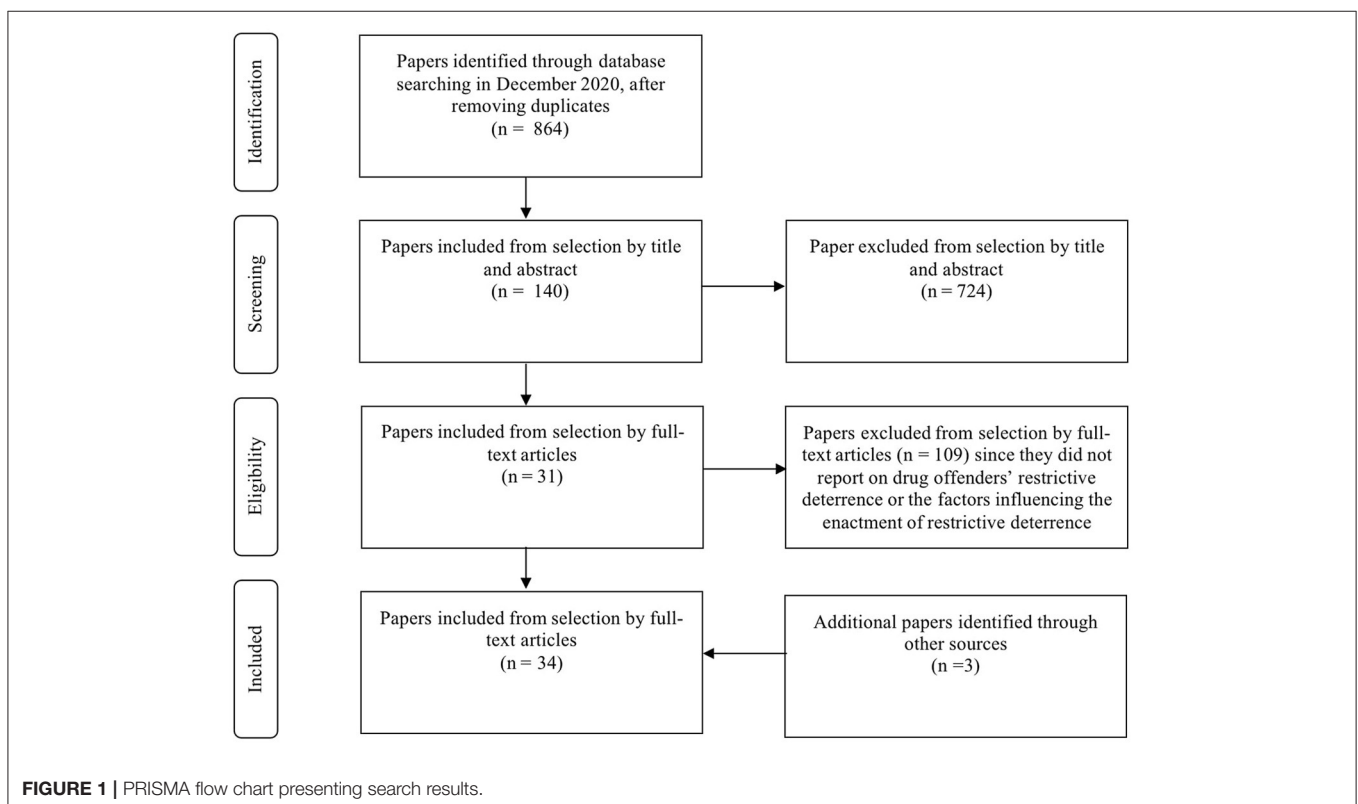 Identification
Papers identified through database
searching in December 2020, after
removing duplicates
(n = 864)
Screening
Papers included from selection by title
and abstract
(n = 140)
Paper excluded from selection by title
and abstract
(n = 724)
Eligibility
Papers included from selection by full-
text articles
(n = 31)
Papers excluded from selection by full-
text articles (n = 109) since they did not
report on drug offenders' restrictive
deterrence or the factors influencing the
enactment of restrictive deterrence
Included
Papers included from selection by full-
text articles
(n = 34)
Additional papers identified through
other sources
(n =3)
FIGURE 1 | PRISMA flow chart presenting search results.